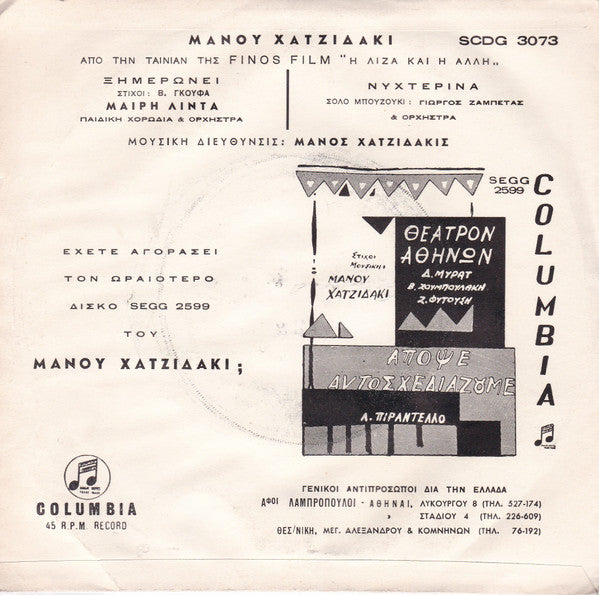 ΜΑΝΟΥ ΧΑΤΖΙΔΑΚΙ
SCDG 3073
ΑΠΟ ΤΗΝ ΤΑΙΝΙΑΝ ΤΗΣ FINOS FILM "Η ΛΙΖΑ ΚΑΙ Η ΑΛΛΗ,,
ΞΗΜΕΡΩΝΕΙ
ΣΤΙΧΟΙ: Β. ΓΚΟΥΦΑ
ΜΑΙΡΗ ΛΙΝΤΑ
ΠΑΙΔΙΚΗ ΧΟΡΩΔΙΑ & ΟΡΧΗΣΤΡΑ
ΝΥΧΤΕΡΙΝΑ
ΣΟΛΟ ΜΠΟΥΖΟΥΚΙ: ΓΙΩΡΓΟΣ ΖΑΜΠΕΤΑΣ
& ΟΡΧΗΣΤΡΑ
ΜΟΥΣΙΚΗ ΔΙΕΥΘΥΝΣΙΣ: ΜΑΝΟΣ ΧΑΤΖΙΔΑΚΙΣ
ΕΧΕΤΕ ΑΓΟΡΑΣΕΙ
ΤΟΝ ΩΡΑΙΟΤΕΡΟ
ΔΙΣΚΟ SEGG 2599
ΤΟΥ
ΜΑΝΟΥ ΧΑΤΖΙΔΑΚΙ;
SEGG
2599
COLUMBIA
ΘΕΑΤΡΟΝ
ΑΘΗΝΩΝ
Δ. ΜΥΡΑΤ
Β. ΖΟΥΜΠΟΥΛΑΚΗ
Ζ. ΦΥΤΟΥΣΗ
Στιχοι
Μουσικη:
ΜΑΝΟΥ
ΧΑΤΖΙΔΑΚΙ
ΑΠΟΨΕ
ΑΥΤΟΣΧΕΔΙΑΖΟΥΜΕ
Λ. ΠΙΡΑΝΤΕΛΛΟ
COLUMBIA
45 R.P.M. RECORD
ΓΕΝΙΚΟΙ ΑΝΤΙΠΡΟΣΩΠΟΙ ΔΙΑ ΤΗΝ ΕΛΛΑΔΑ
ΑΦΟΙ ΛΑΜΠΡΟΠΟΥΛΟΙ - ΑΘΗΝΑΙ, ΛΥΚΟΥΡΓΟΥ 8 (ΤΗΛ. 527-174)
» ΣΤΑΔΙΟΥ 4 (ΤΗΛ. 226-609)
ΘΕΣ/ΝΙΚΗ, ΜΕΓ. ΑΛΕΞΑΝΔΡΟΥ & ΚΟΜΝΗΝΩΝ (ΤΗΛ. 76-192)